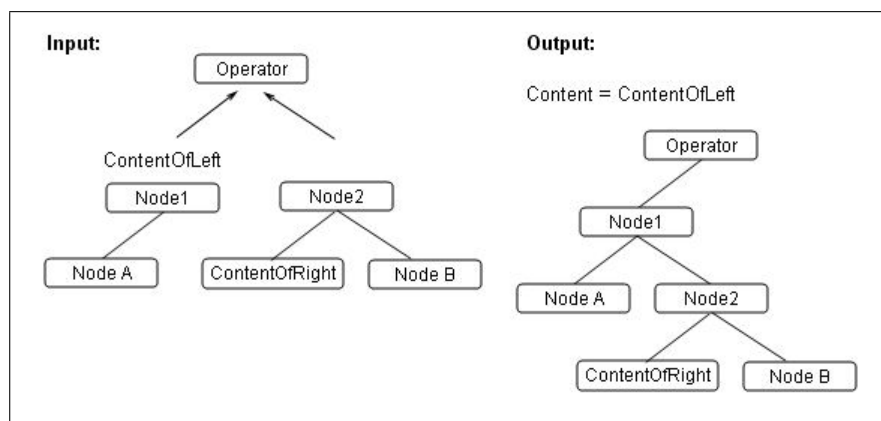 Input:
Operator
ContentOfLeft
Node1
Node2
Node A
ContentOfRight
Node B
Output:
Content = ContentOfLeft
Operator
Node1
Node A
Node2
ContentOfRight
Node B